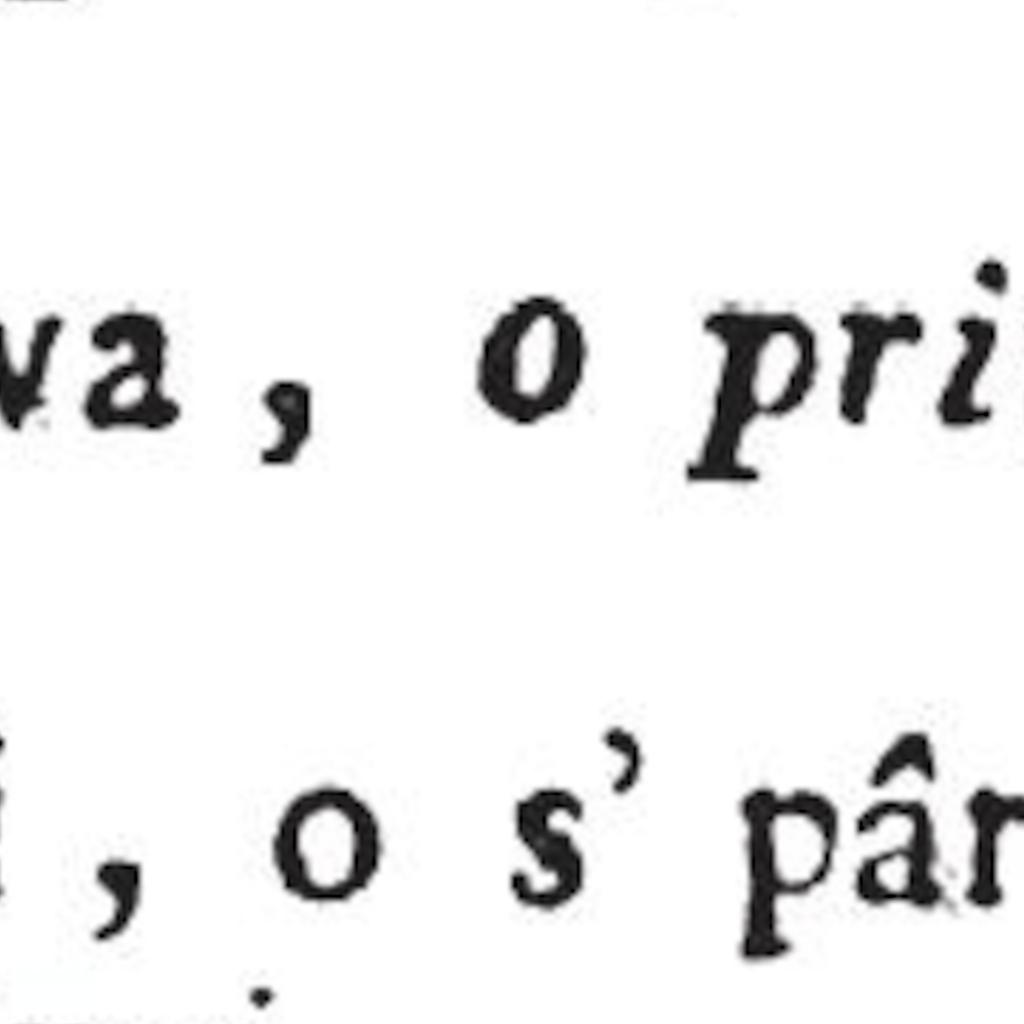 va, o pri
, o s' pâr